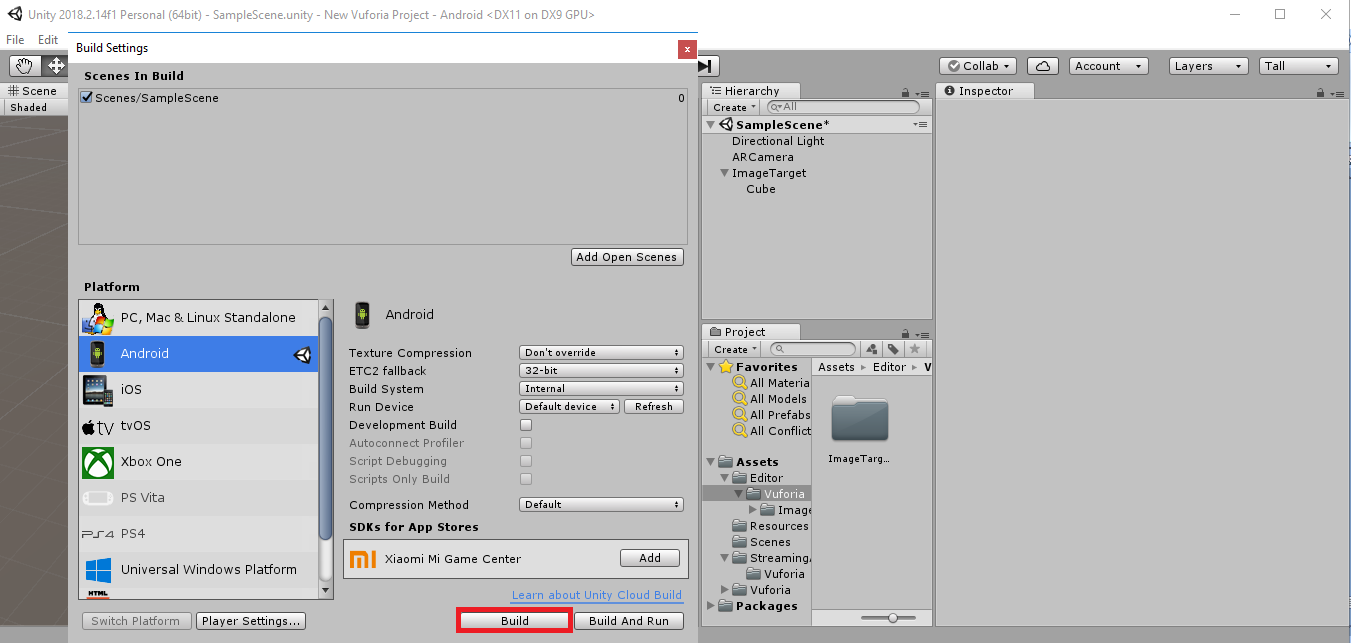 Unity 2018.2.14f1 Personal (64bit) - SampleScene.unity - New Vuforia Project - Android <DX11 on DX9 GPU>
File Edit
Build Settings
x
Collab
Account
Layers
Tall
Scene
Shaded
Scenes In Build
Scenes/SampleScene 0
Add Open Scenes
Platform
PC, Mac & Linux Standalone
Android
iOS
tv tvOS
Xbox One
PS Vita
PS4 PS4
Universal Windows Platform
HTML
Switch Platform
Player Settings...
Android
Texture Compression Don't override
ETC2 fallback 32-bit
Build System Internal
Run Device Default device Refresh
Development Build
Autoconnect Profiler
Script Debugging
Scripts Only Build
Compression Method Default
SDKs for App Stores
mi Xiaomi Mi Game Center Add
Learn about Unity Cloud Build
Build Build And Run
Hierarchy
Create All
SampleScene*
Directional Light
ARCamera
ImageTarget
Cube
Project
Create
Favorites
All Materia
All Models
All Prefabs
All Conflict
Assets
Editor
Vuforia
Image
Resources
Scenes
Streaming
Vuforia
Vuforia
Packages
Assets Editor V
ImageTarg...
Inspector